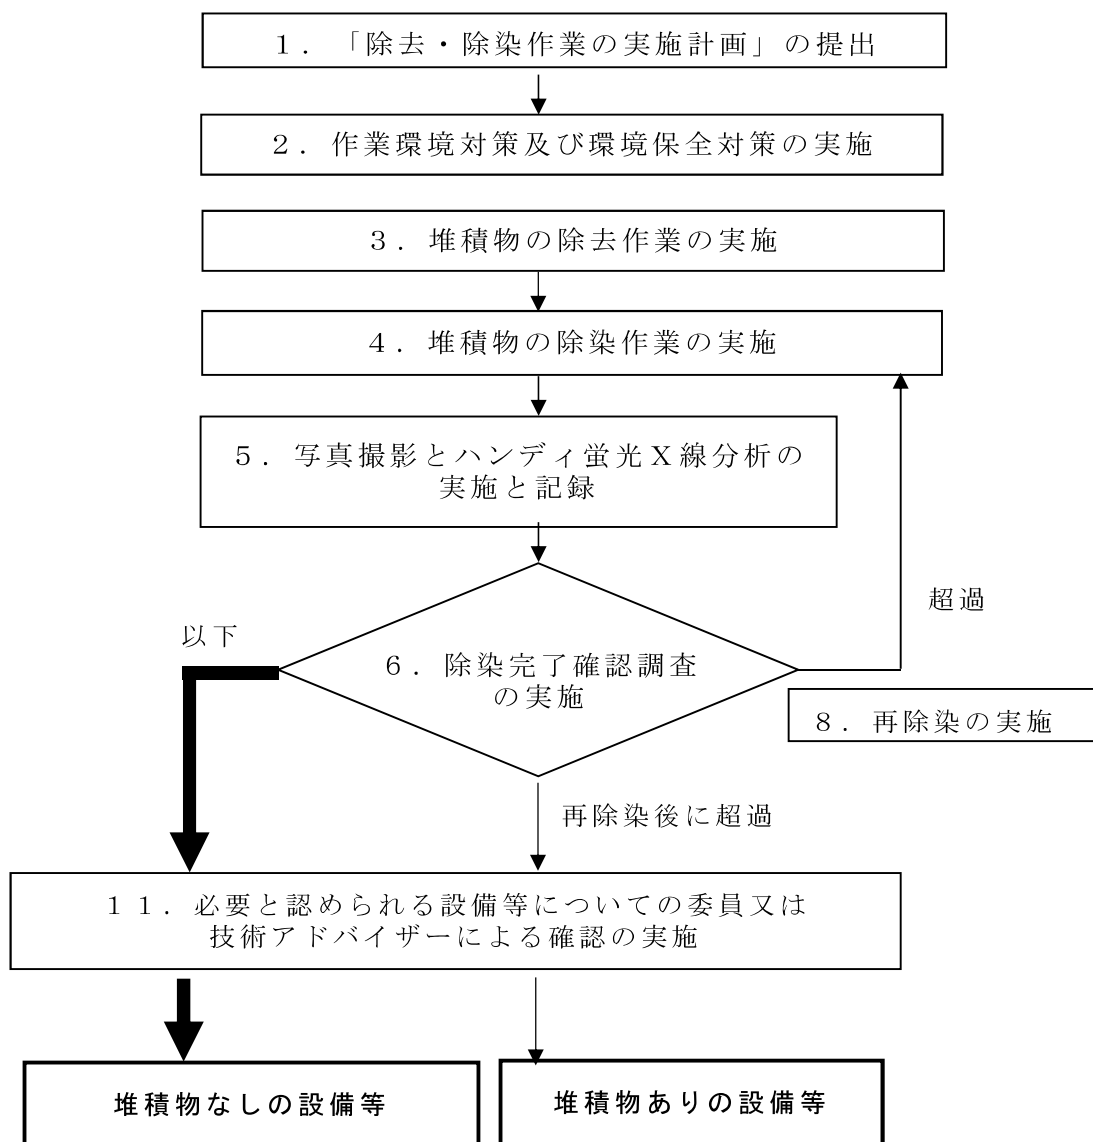 １．「除去・除染作業の実施計画」の提出
２．作業環境対策及び環境保全対策の実施
３．堆積物の除去作業の実施
４．堆積物の除染作業の実施
５．写真撮影とハンディ蛍光Ｘ線分析の
実施と記録
超過
以下
６．除染完了確認調査
の実施
８．再除染の実施
再除染後に超過
１１．必要と認められる設備等についての委員又は
技術アドバイザーによる確認の実施
堆積物なしの設備等
堆積物ありの設備等